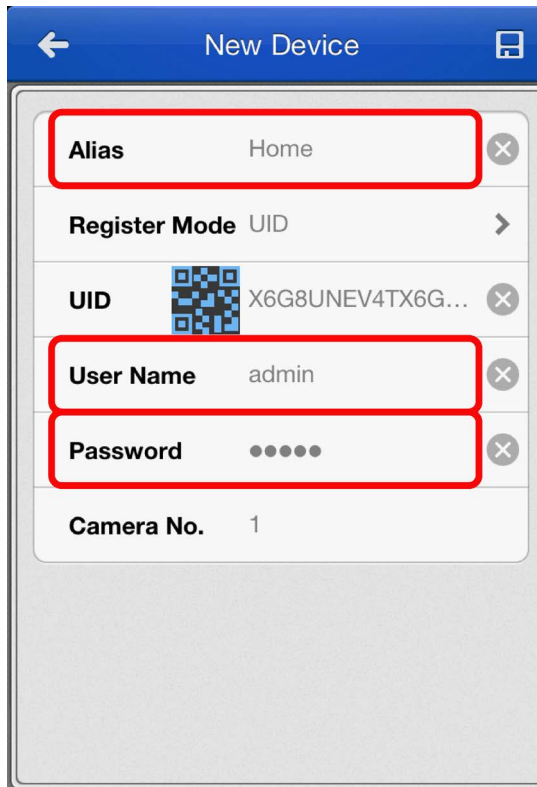 New Device
Alias Home
Register Mode UID
UID X6G8UNEV4TX6G...
User Name admin
Password •••••
Camera No. 1